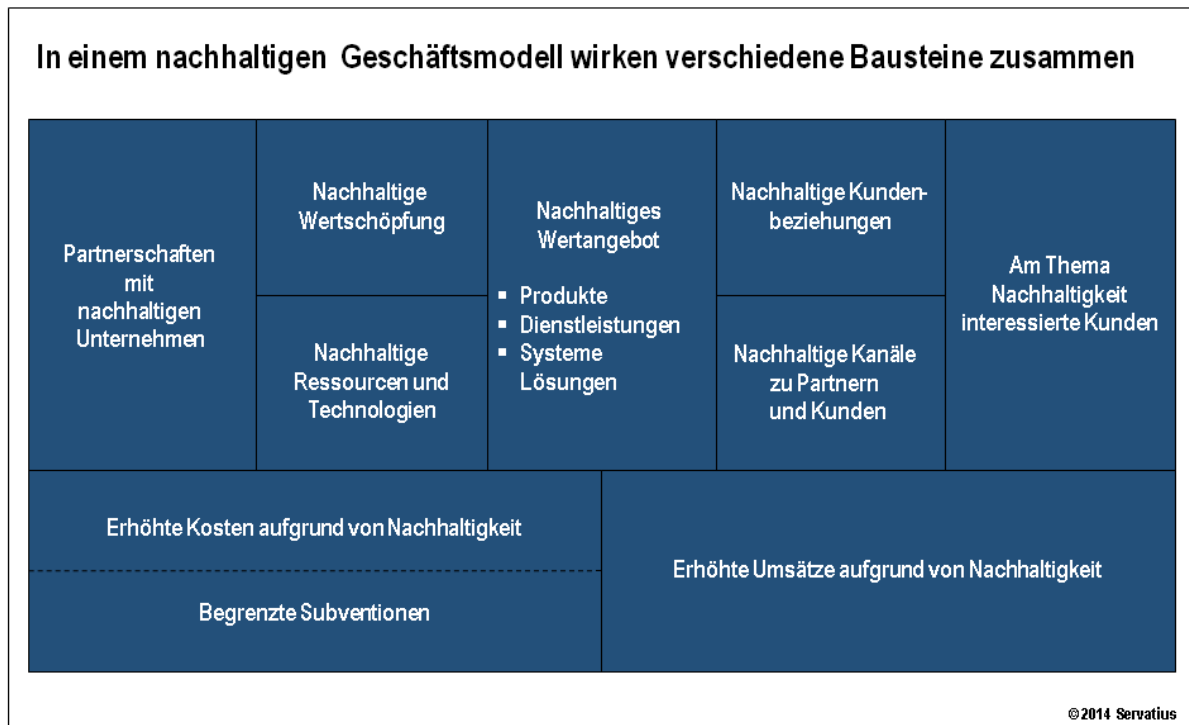 In einem nachhaltigen Geschäftsmodell wirken verschiedene Bausteine zusammen
Partnerschaften
mit
nachhaltigen
Unternehmen
Nachhaltige
Wertschöpfung
Nachhaltige
Ressourcen und
Technologien
Nachhaltiges
Wertangebot
▪ Produkte
▪ Dienstleistungen
▪ Systeme
Lösungen
Nachhaltige Kunden-
beziehungen
Nachhaltige Kanäle
zu Partnern
und Kunden
Am Thema
Nachhaltigkeit
interessierte Kunden
Erhöhte Kosten aufgrund von Nachhaltigkeit
Begrenzte Subventionen
Erhöhte Umsätze aufgrund von Nachhaltigkeit
©2014 Servatius